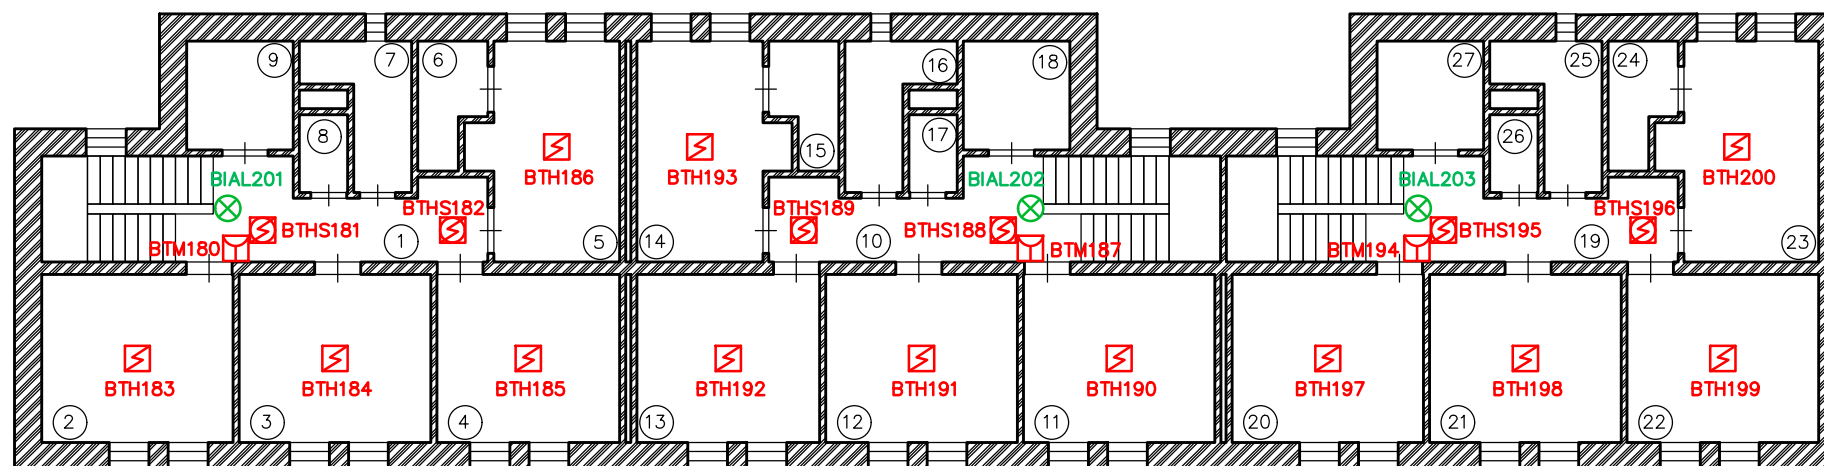 9
7
6
16
18
27
25
24
8
17
26
15
BTH186
BTH193
BTH200
BIAL201
BIAL202
BIAL203
BTHS182
BTHS189
BTHS196
BTHS181
BTHS188
BTHS195
BTM180
BTM187
BTM194
1
5
14
10
19
23
BTH183
BTH184
BTH185
BTH192
BTH191
BTH190
BTH197
BTH198
BTH199
2
3
4
13
12
11
20
21
22